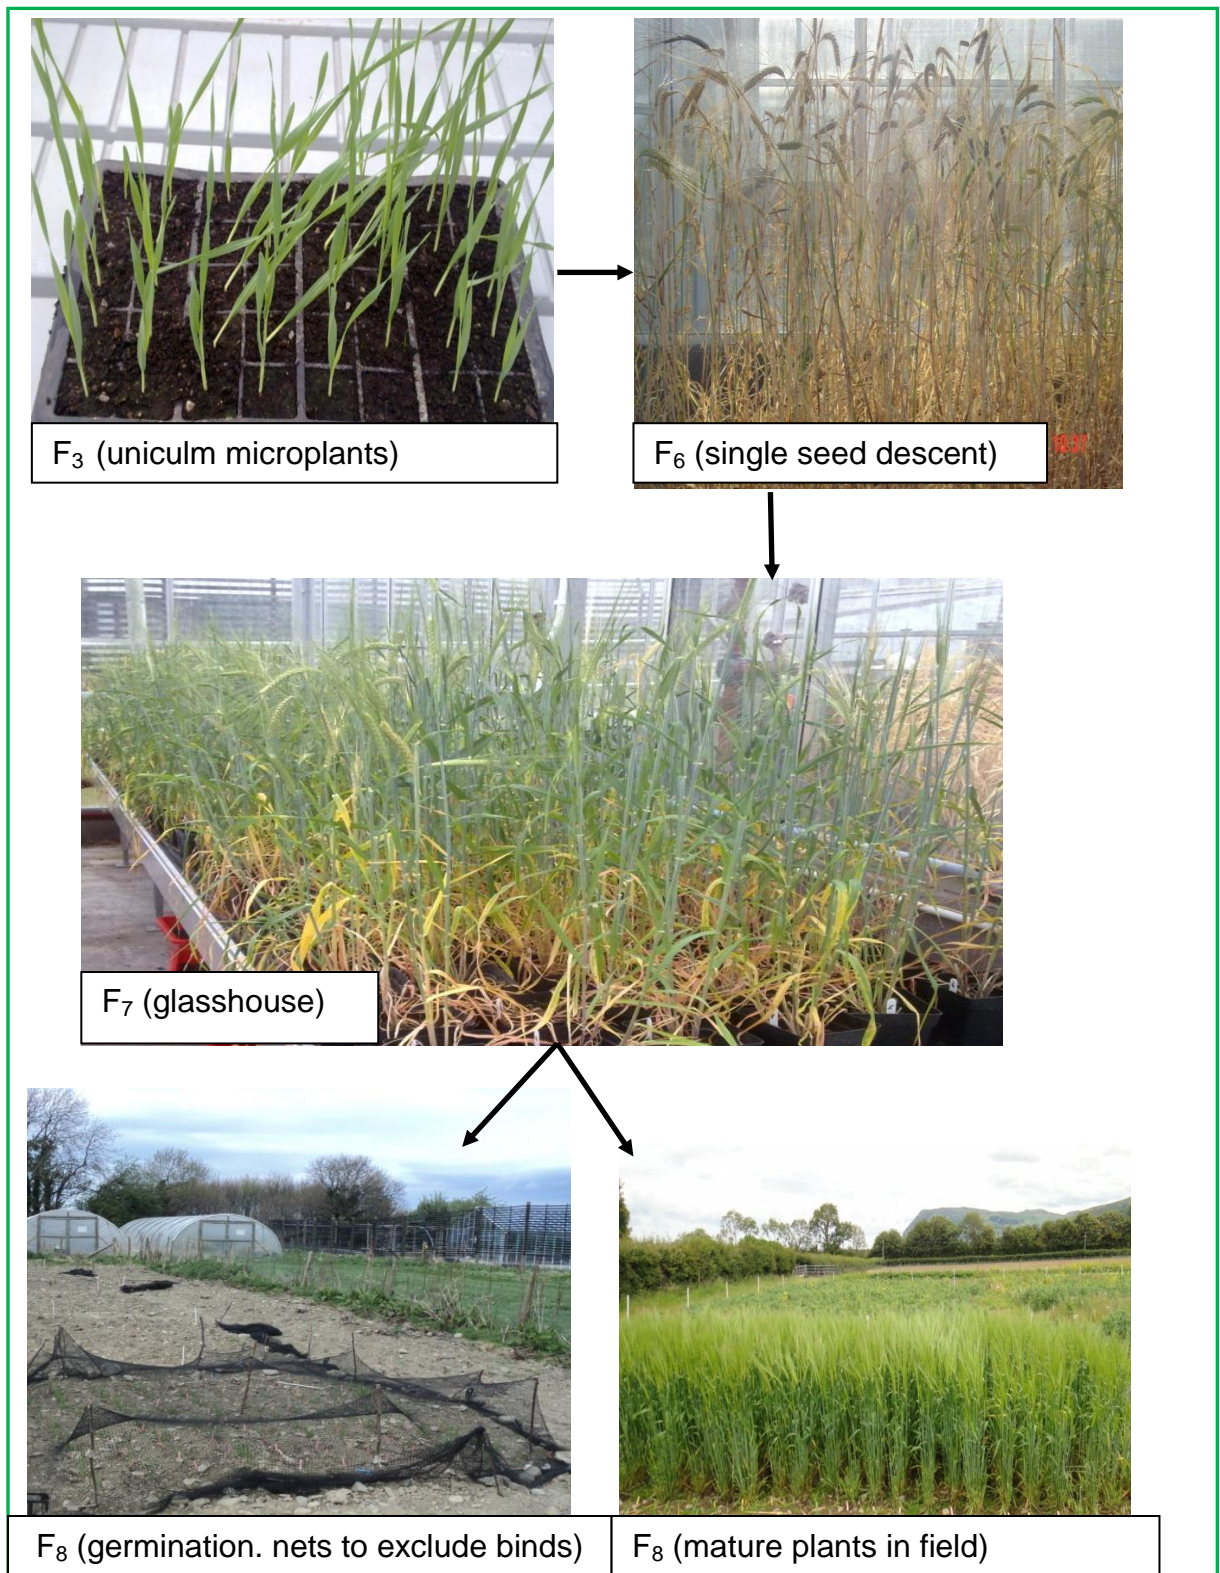 F₃ (uniculm microplants)
F₆ (single seed descent)
F₇ (glasshouse)
F₈ (germination. nets to exclude binds)
F₈ (mature plants in field)